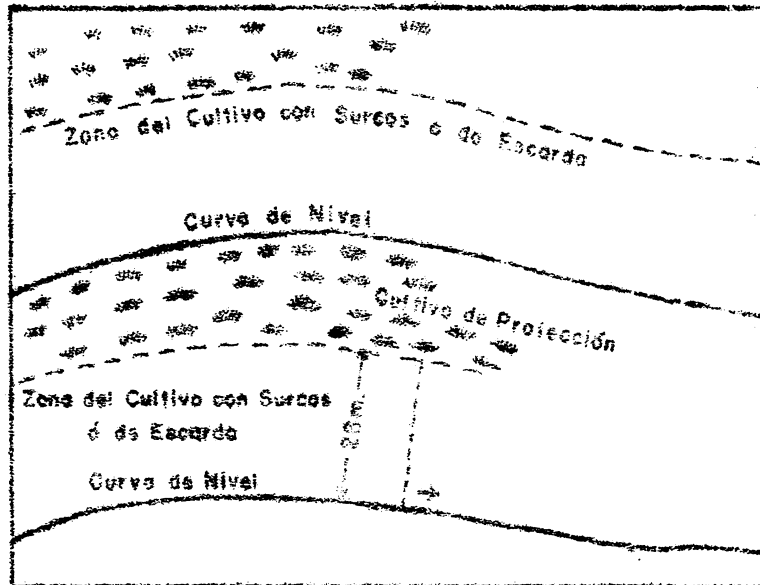 Zona del Cultivo con Surcos ó de Escarda
Curva de Nivel
Cultivo de Protección
Zona del Cultivo con Surcos
ó de Escarda
Curva de Nivel